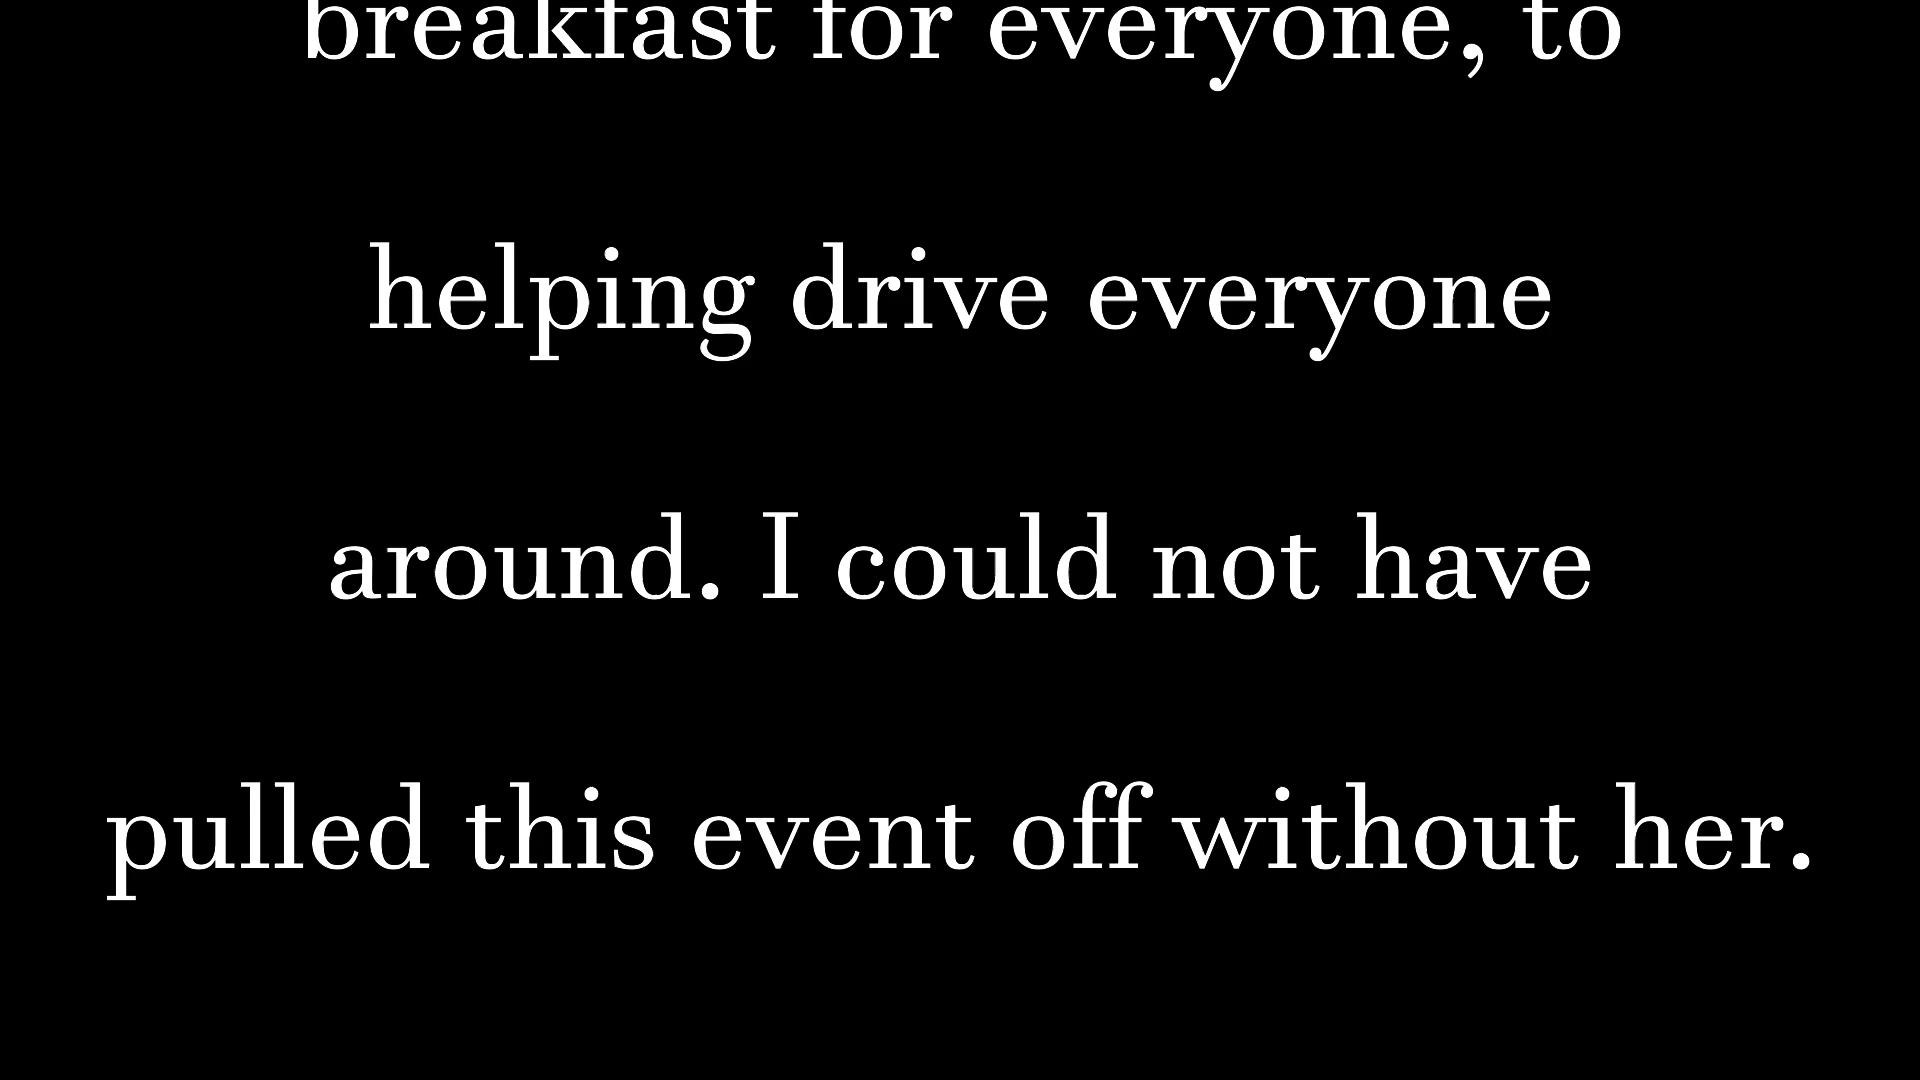 breakfast for everyone, to
helping drive everyone
around. I could not have
pulled this event off without her.